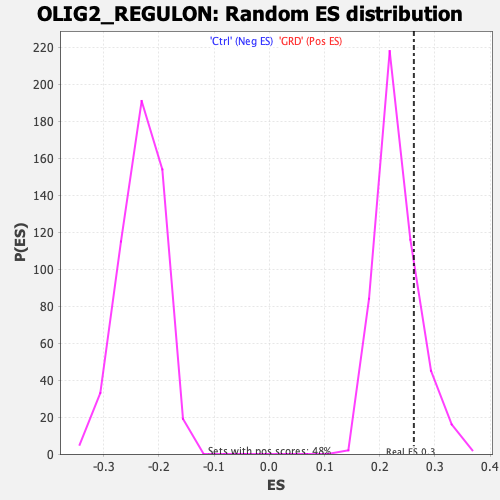 OLIG2_REGULON: Random ES distribution
'Ctrl' (Neg ES) 'GRD' (Pos ES)
P(ES)
220
200
180
160
140
120
100
80
60
40
20
0
Sets with pos scores: 48%
Real ES 0.3
-0.3 -0.2 -0.1 0.0 0.1 0.2 0.3 0.4
ES